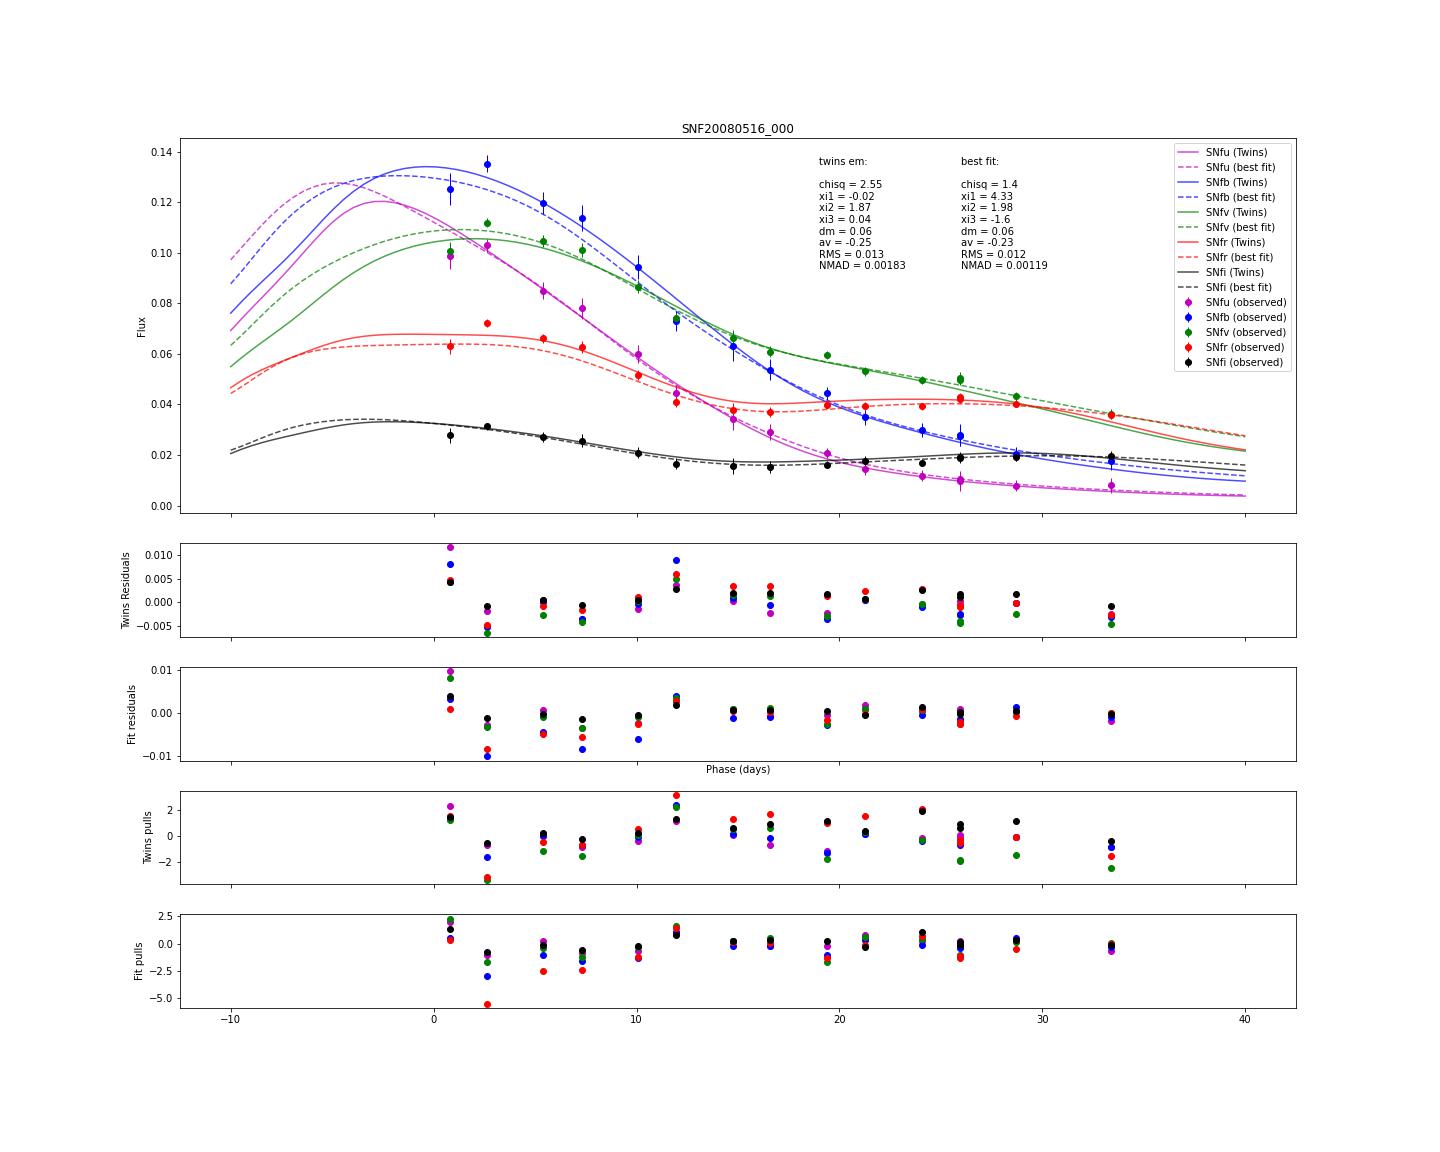 SNF20080516_000
twins em:
chisq = 2.55
xi1 = -0.02
xi2 = 1.87
xi3 = 0.04
dm = 0.06
av = -0.25
RMS = 0.013
NMAD = 0.00183
best fit:
chisq = 1.4
xi1 = 4.33
xi2 = 1.98
xi3 = -1.6
dm = 0.06
av = -0.23
RMS = 0.012
NMAD = 0.00119
SNfu (Twins)
SNfu (best fit)
SNfb (Twins)
SNfb (best fit)
SNfv (Twins)
SNfv (best fit)
SNfr (Twins)
SNfr (best fit)
SNfi (Twins)
SNfi (best fit)
SNfu (observed)
SNfb (observed)
SNfv (observed)
SNfr (observed)
SNfi (observed)
Flux
0.14
0.12
0.10
0.08
0.06
0.04
0.02
0.00
Twins Residuals
0.010
0.005
0.000
−0.005
Fit residuals
0.01
0.00
−0.01
Phase (days)
Twins pulls
2
0
−2
Fit pulls
2.5
0.0
−2.5
−5.0
−10
0
10
20
30
40